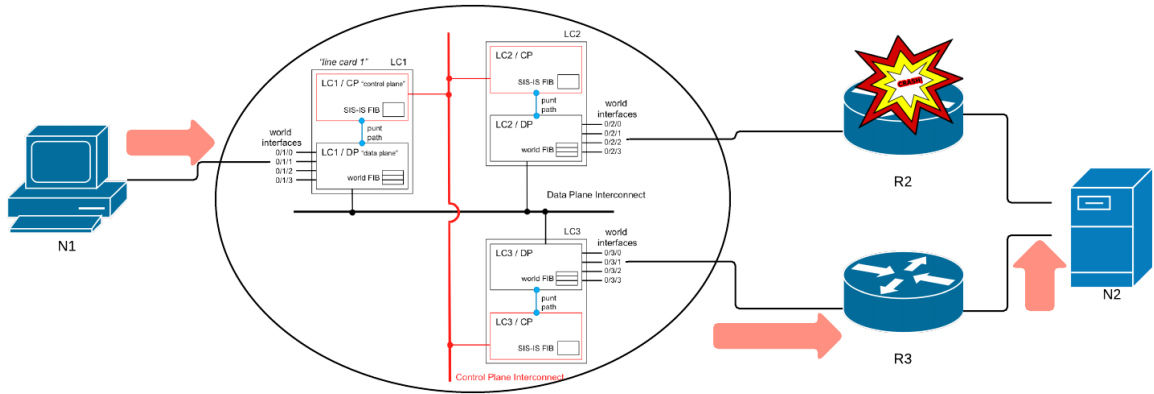 "line card 1" LC1
LC1 / CP "control plane"
SIS-IS FIB
punt
path
LC1 / DP "data plane"
world FIB
world
interfaces
0/1/0
0/1/1
0/1/2
0/1/3
N1
LC2
LC2 / CP
SIS-IS FIB
punt
path
LC2 / DP
world FIB
world
interfaces
0/2/0
0/2/1
0/2/2
0/2/3
Data Plane Interconnect
LC3
LC3 / DP
world FIB
world
interfaces
0/3/0
0/3/1
0/3/2
0/3/3
punt
path
LC3 / CP
SIS-IS FIB
Control Plane Interconnect
CRASH!
R2
R3
N2